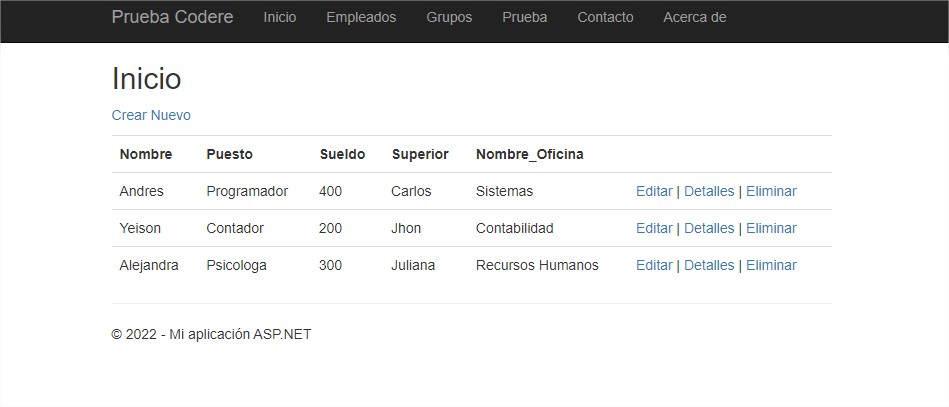 Prueba Codere Inicio Empleados Grupos Prueba Contacto Acerca de
Inicio
Crear Nuevo
Nombre Puesto Sueldo Superior Nombre_Oficina
Andres Programador 400 Carlos Sistemas Editar | Detalles | Eliminar
Yeison Contador 200 Jhon Contabilidad Editar | Detalles | Eliminar
Alejandra Psicologa 300 Juliana Recursos Humanos Editar | Detalles | Eliminar
© 2022 - Mi aplicación ASP.NET